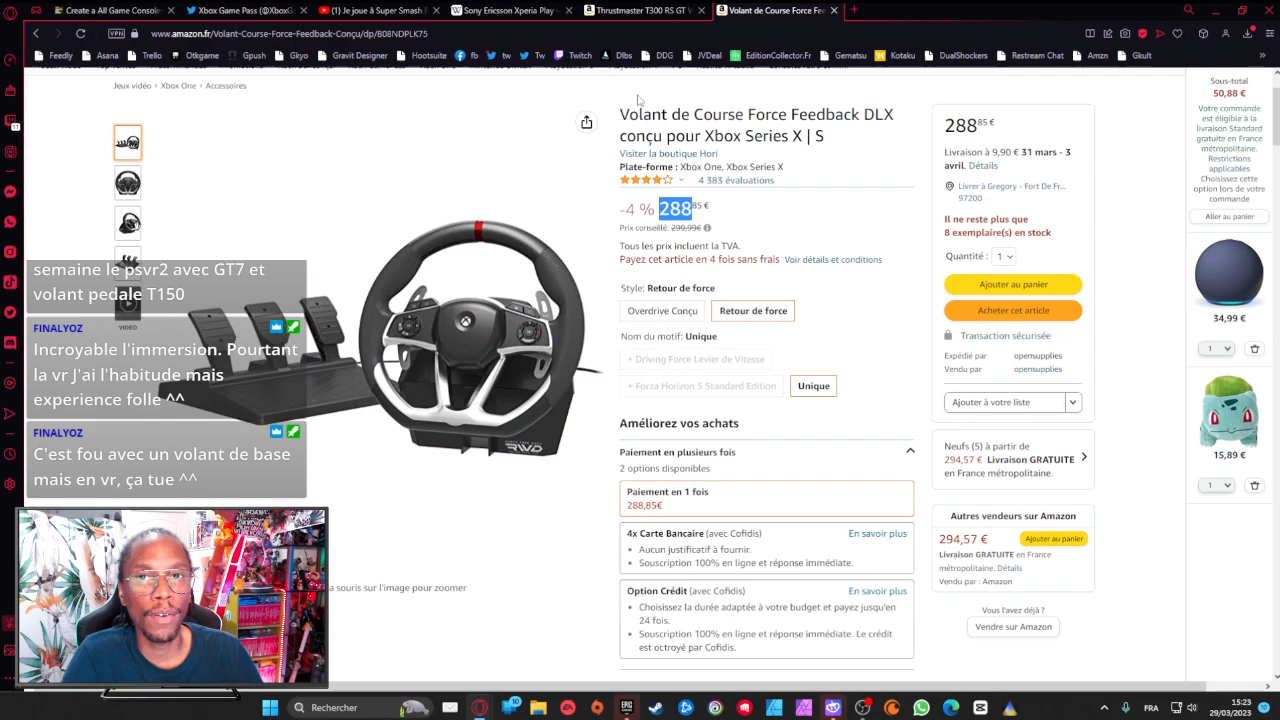 Create a All Game Console
Xbox Game Pass (@XboxGa
(1) Je joue à Super Smash F
Sony Ericsson Xperia Play -
Thrustmaster T300 RS GT V
Volant de Course Force Fee
VPN
www.amazon.fr/Volant-Course-Force-Feedback-Conçu/dp/B08NDPLK75
Feedly
Asana
Trello
Otkgame
Gpush
Gkyo
Gravit Designer
Hootsuite
fb
tw
Tw
Twitch
Dlbs
DDG
JVDeal
EditionCollector.Fr
Gematsu
Kotaku
DualShockers
Restream Chat
Amzn
Gkult
Jeux vidéo › Xbox One › Accessoires
Volant de Course Force Feedback DLX
conçu pour Xbox Series X | S
Visiter la boutique Hori
Plate-forme : Xbox One, Xbox Series X
4 383 évaluations
-4 % 288,85 €
Prix conseillé: 299,99€
Tous les prix incluent la TVA.
Payez cet article en 4 fois sans frais Voir détails et conditions
Style: Retour de force
Overdrive Conçu
Retour de force
Nom du motif: Unique
+ Driving Force Levier de Vitesse
+ Forza Horizon 5 Standard Edition
Unique
Améliorez vos achats
Paiement en plusieurs fois
2 options disponibles
Paiement en 1 fois
288,85€
4x Carte Bancaire (avec Cofidis)
En savoir plus
• Aucun justificatif à fournir.
• Souscription 100% en ligne et réponse immédiate.
Option Crédit (avec Cofidis)
En savoir plus
• Choisissez la durée adaptée à votre budget et payez jusqu'en
24 fois.
• Souscription 100% en ligne et réponse immédiate. Le crédit
est octroyé par Cofidis.
288,85 €
Livraison à 9,90 € 31 mars - 3
avril. Détails
Livrer à Gregory - Fort De Fr...
97200
Il ne reste plus que
8 exemplaire(s) en stock
Quantité : 1
Ajouter au panier
Acheter cet article
Transaction sécurisée
Expédié par opensupplies
Vendu par opensupplies
Ajouter à votre liste
Neufs (5) à partir de
294,57 € Livraison GRATUITE
en France métropolitaine.
Autres vendeurs sur Amazon
294,57 €
Ajouter au panier
Livraison GRATUITE en France
métropolitaine. Détails
Vendu par : Amazon
Vous l'avez déjà ?
Vendre sur Amazon
Sous-total
50,88 €
Votre commande
est éligible à la
livraison Standard
gratuite en France
métropolitaine.
Restrictions
applicables
Choisissez cette
option lors de votre
commande
Aller au panier
34,99 €
1
15,89 €
1
semaine le psvr2 avec GT7 et
volant pedale T150
VIDÉO
FINALYOZ
Incroyable l'immersion. Pourtant
la vr J'ai l'habitude mais
experience folle ^^
FINALYOZ
C'est fou avec un volant de base
mais en vr, ça tue ^^
a souris sur l'image pour zoomer
RWD
11
Rechercher
10
EPIC
FRA
15:23
29/03/2023